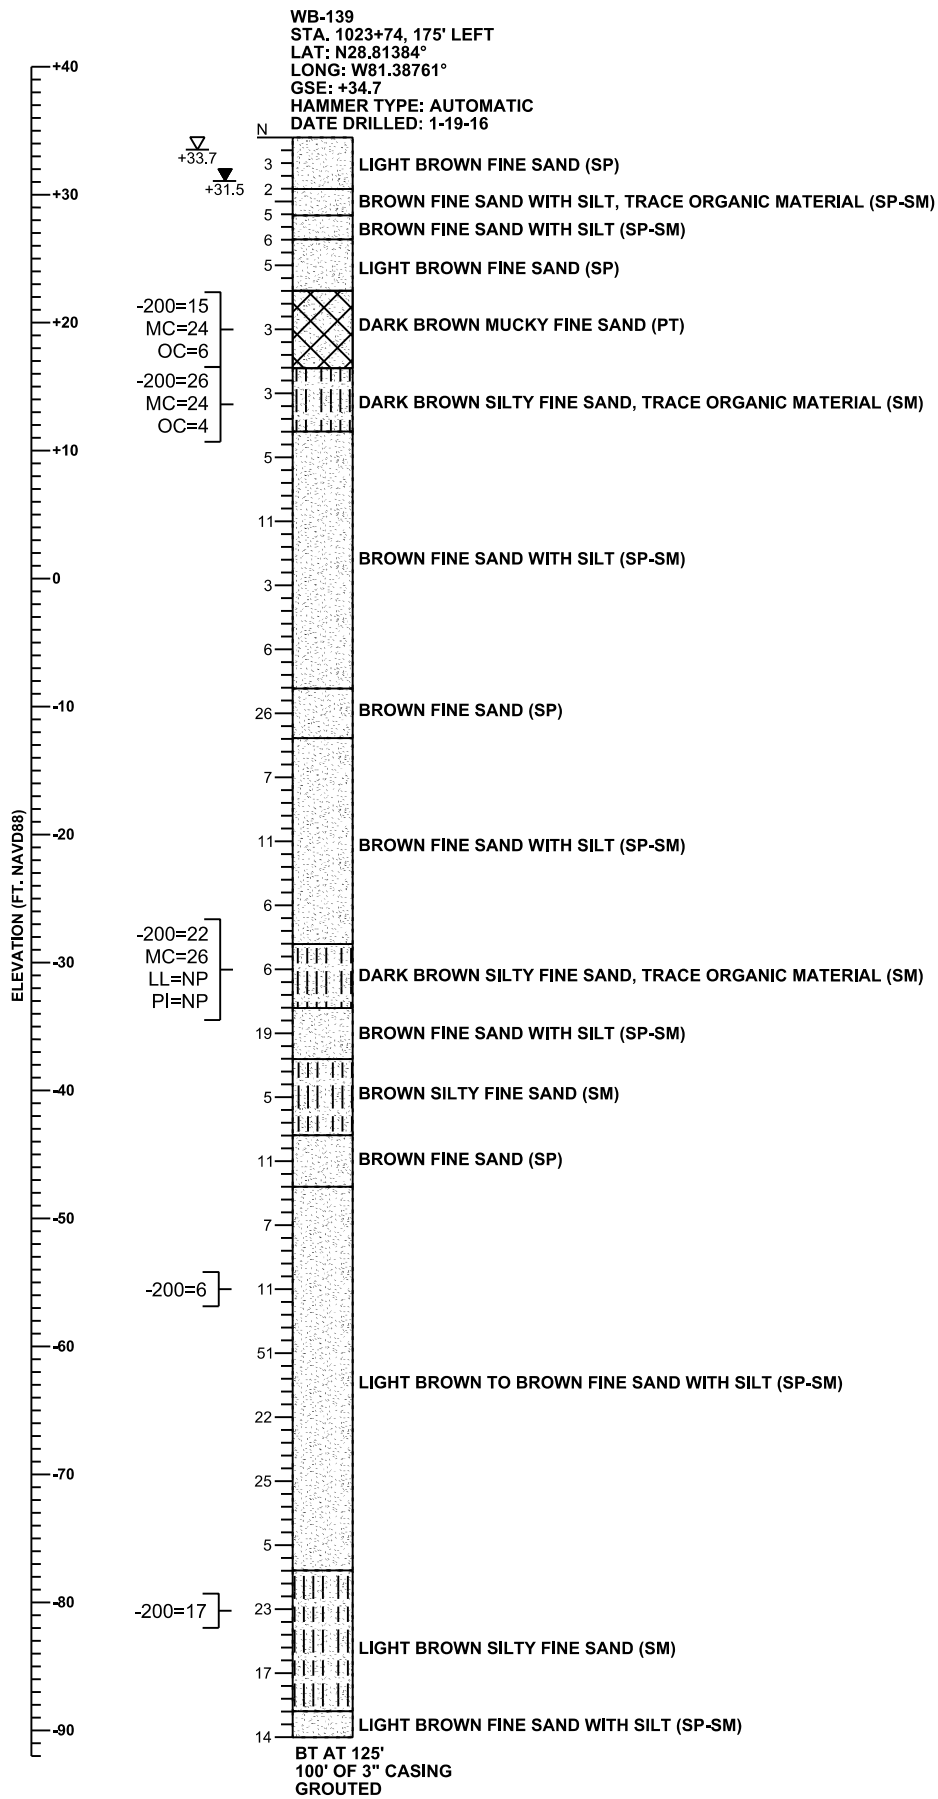 WB-139
STA. 1023+74, 175' LEFT
LAT: N28.81384°
LONG: W81.38761°
GSE: +34.7
HAMMER TYPE: AUTOMATIC
DATE DRILLED: 1-19-16
N
ELEVATION (FT. NAVD88)
+40
+30
+20
+10
0
-10
-20
-30
-40
-50
-60
-70
-80
-90
+33.7
+31.5
3
LIGHT BROWN FINE SAND (SP)
2
BROWN FINE SAND WITH SILT, TRACE ORGANIC MATERIAL (SP-SM)
5
BROWN FINE SAND WITH SILT (SP-SM)
6
5
LIGHT BROWN FINE SAND (SP)
-200=15
MC=24
OC=6
3
DARK BROWN MUCKY FINE SAND (PT)
-200=26
MC=24
OC=4
3
DARK BROWN SILTY FINE SAND, TRACE ORGANIC MATERIAL (SM)
5
11
BROWN FINE SAND WITH SILT (SP-SM)
3
6
26
BROWN FINE SAND (SP)
7
11
BROWN FINE SAND WITH SILT (SP-SM)
6
-200=22
MC=26
LL=NP
PI=NP
6
DARK BROWN SILTY FINE SAND, TRACE ORGANIC MATERIAL (SM)
19
BROWN FINE SAND WITH SILT (SP-SM)
5
BROWN SILTY FINE SAND (SM)
11
BROWN FINE SAND (SP)
7
-200=6
11
51
LIGHT BROWN TO BROWN FINE SAND WITH SILT (SP-SM)
22
25
5
-200=17
23
LIGHT BROWN SILTY FINE SAND (SM)
17
LIGHT BROWN FINE SAND WITH SILT (SP-SM)
14
BT AT 125'
100' OF 3" CASING
GROUTED